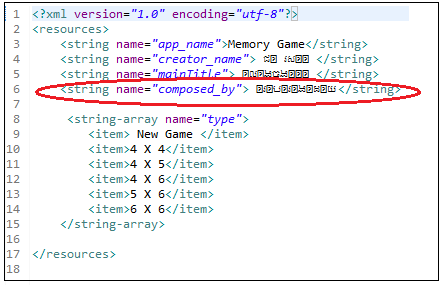 1 <?xml version="1.0" encoding="utf-8"?>
2 <resources>
3 <string name="app_name">Memory Game</string>
4 <string name="creator_name"> </string>
5 <string name="mainTitle"> </string>
6 <string name="composed_by"> </string>
7
8 <string-array name="type">
9 <item> New Game </item>
10 <item>4 X 4</item>
11 <item>4 X 5</item>
12 <item>4 X 6</item>
13 <item>5 X 6</item>
14 <item>6 X 6</item>
15 </string-array>
16
17 </resources>
18